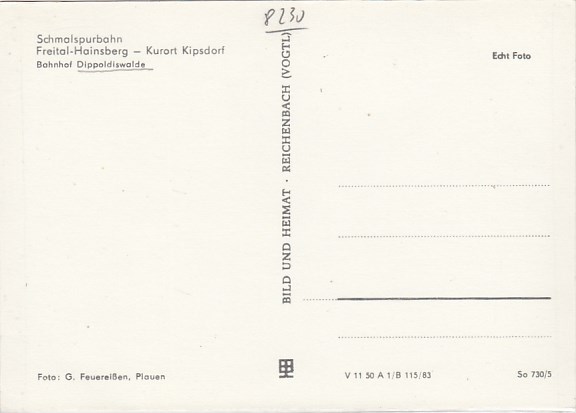 8230
Schmalspurbahn
Freital-Hainsberg — Kurort Kipsdorf
Bahnhof Dippoldiswalde
Echt Foto
BILD UND HEIMAT · REICHENBACH (VOGTL)
Foto: G. Feuereißen, Plauen
V 11 50 A 1/B 115/83
So 730/5